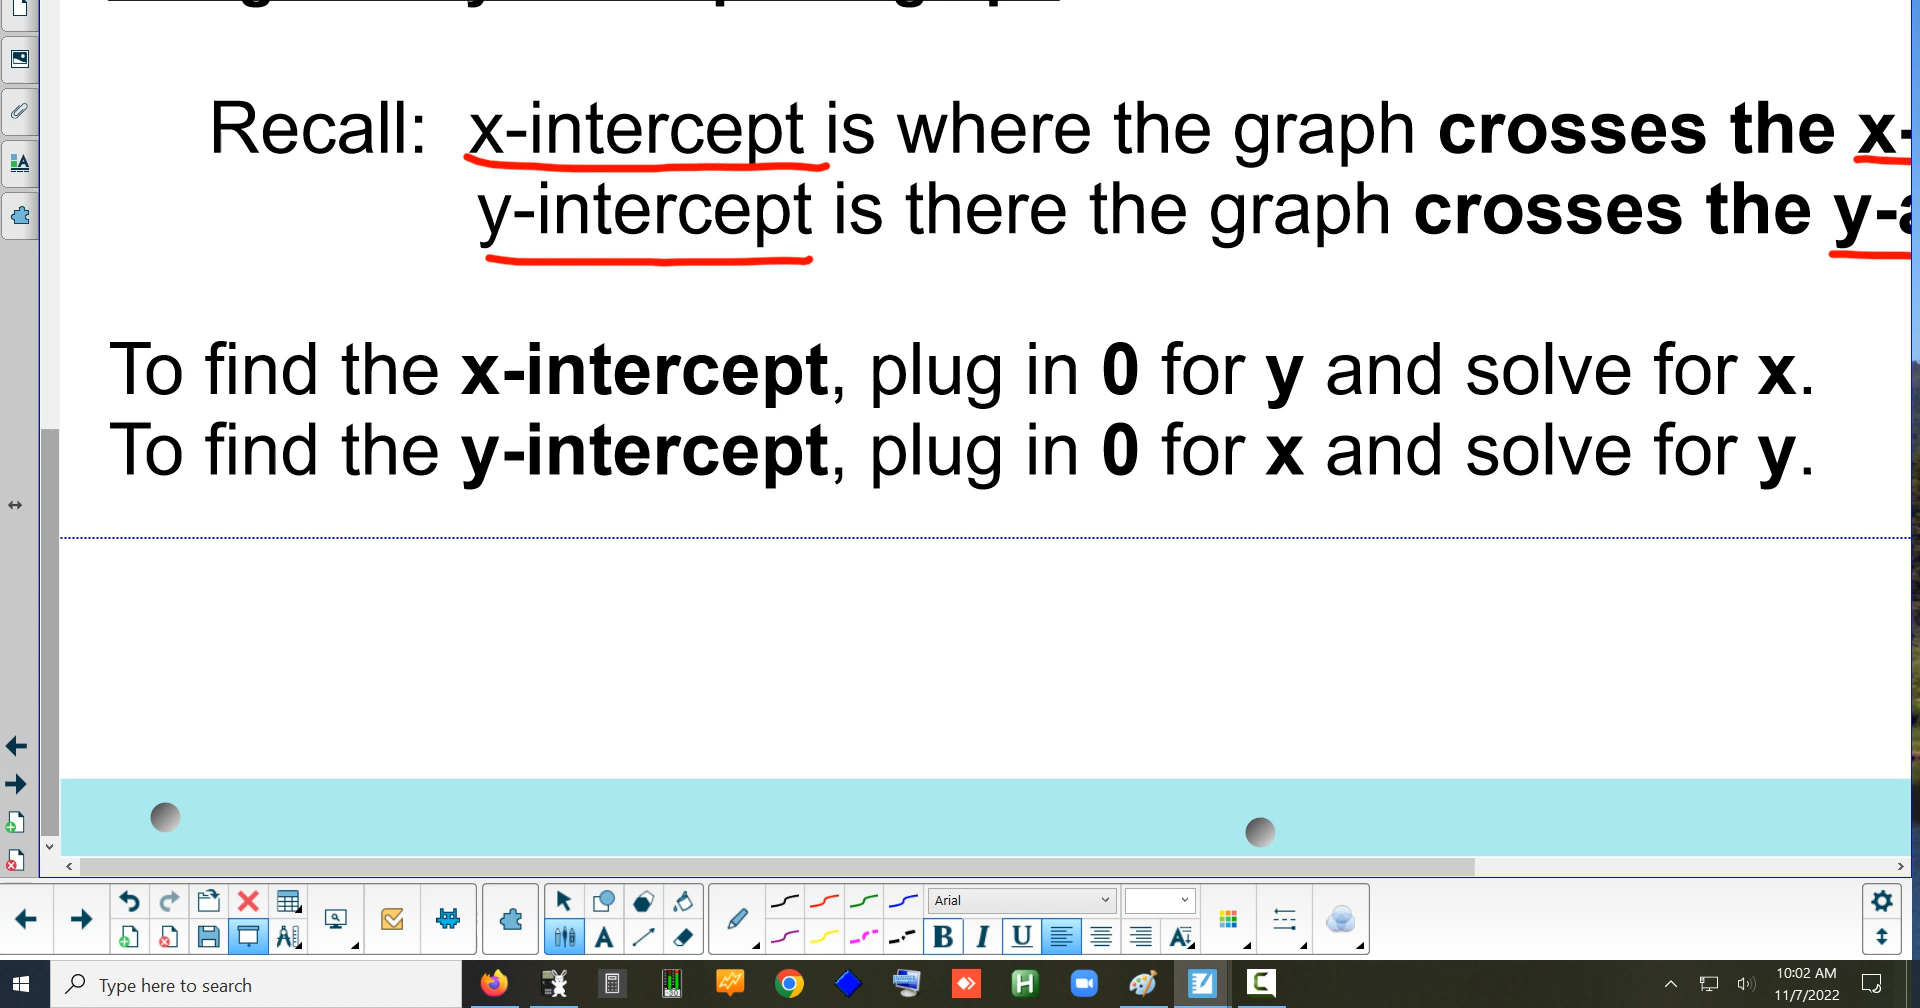 Recall: x-intercept is where the graph crosses the x-
y-intercept is there the graph crosses the y-a
To find the x-intercept, plug in 0 for y and solve for x.
To find the y-intercept, plug in 0 for x and solve for y.
Arial
B I U
Type here to search
10:02 AM
11/7/2022